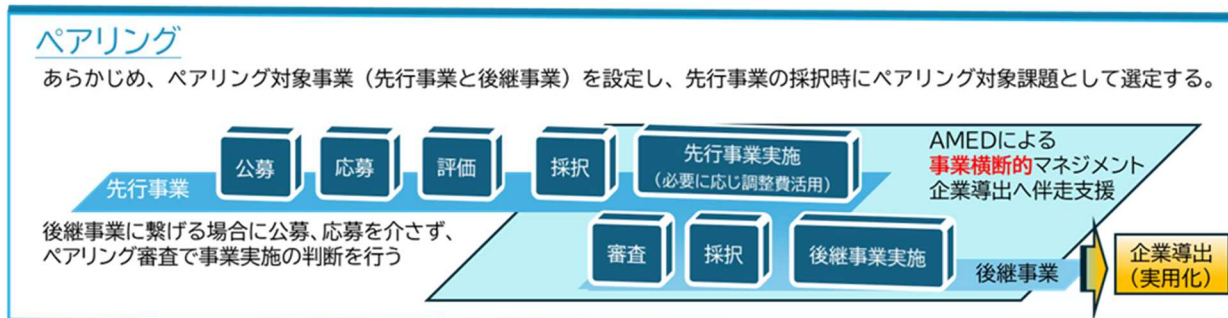 ペアリング
あらかじめ、ペアリング対象事業（先行事業と後継事業）を設定し、先行事業の採択時にペアリング対象課題として選定する。
先行事業
公募
応募
評価
採択
先行事業実施
（必要に応じ調整費活用）
AMEDによる
事業横断的マネジメント
企業導出へ伴走支援
後継事業に繋げる場合に公募、応募を介さず、
ペアリング審査で事業実施の判断を行う
審査
採択
後継事業実施
後継事業
企業導出
（実用化）